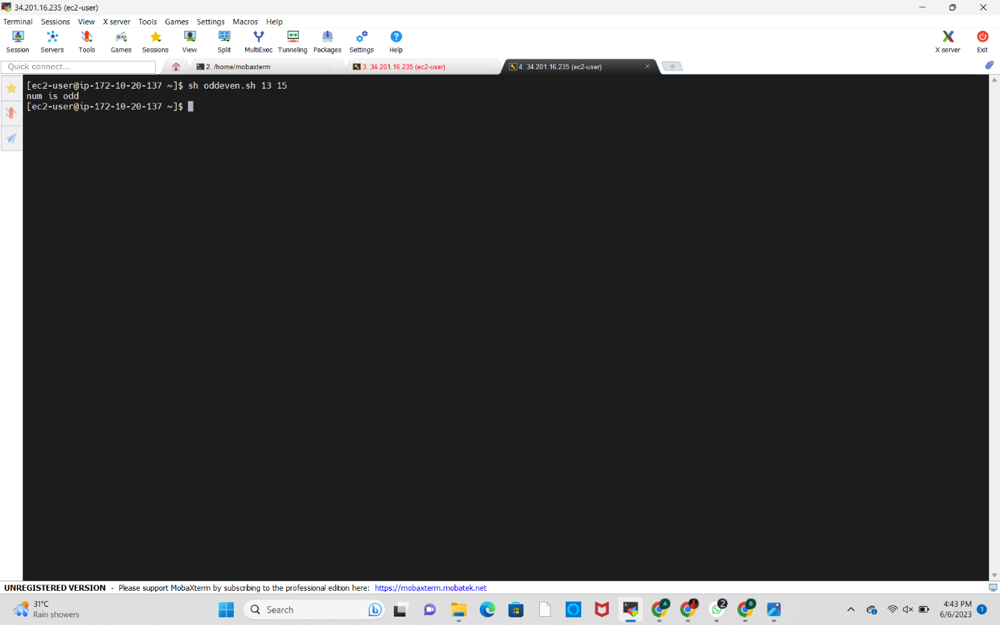 34.201.16.235 (ec2-user)
Terminal Sessions View X server Tools Games Settings Macros Help
Session Servers Tools Games Sessions View Split MultiExec Tunneling Packages Settings Help X server Exit
Quick connect...
2. /home/mobaxterm
3. 34.201.16.235 (ec2-user)
4. 34.201.16.235 (ec2-user)
[ec2-user@ip-172-10-20-137 ~]$ sh oddeven.sh 13 15
num is odd
[ec2-user@ip-172-10-20-137 ~]$
UNREGISTERED VERSION - Please support MobaXterm by subscribing to the professional edition here: https://mobaxterm.mobatek.net
31°C
Rain showers
Search
A
2
B
4:43 PM
6/6/2023
1